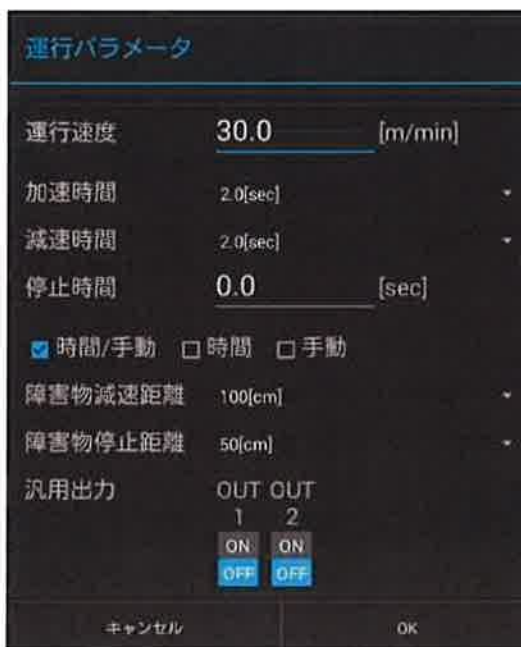 運行パラメータ
運行速度 30.0 [m/min]
加速時間 2.0[sec]
減速時間 2.0[sec]
停止時間 0.0 [sec]
時間/手動 時間 手動
障害物減速距離 100[cm]
障害物停止距離 50[cm]
汎用出力 OUT OUT
1 2
ON ON
OFF OFF
キャンセル OK